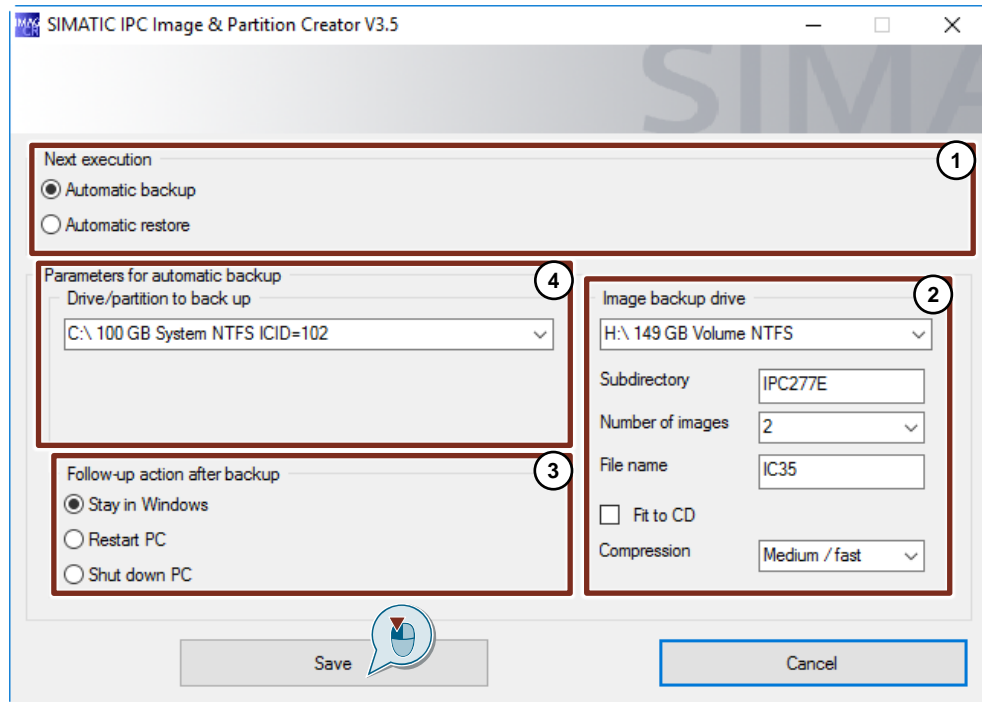 SIMATIC IPC Image & Partition Creator V3.5
SIMA
Next execution
1
Automatic backup
Automatic restore
Parameters for automatic backup
4
Drive/partition to back up
C:\ 100 GB System NTFS ICID=102
Image backup drive
2
H:\ 149 GB Volume NTFS
Subdirectory
IPC277E
Number of images
2
File name
IC35
Fit to CD
Compression
Medium / fast
Follow-up action after backup
3
Stay in Windows
Restart PC
Shut down PC
Save
Cancel